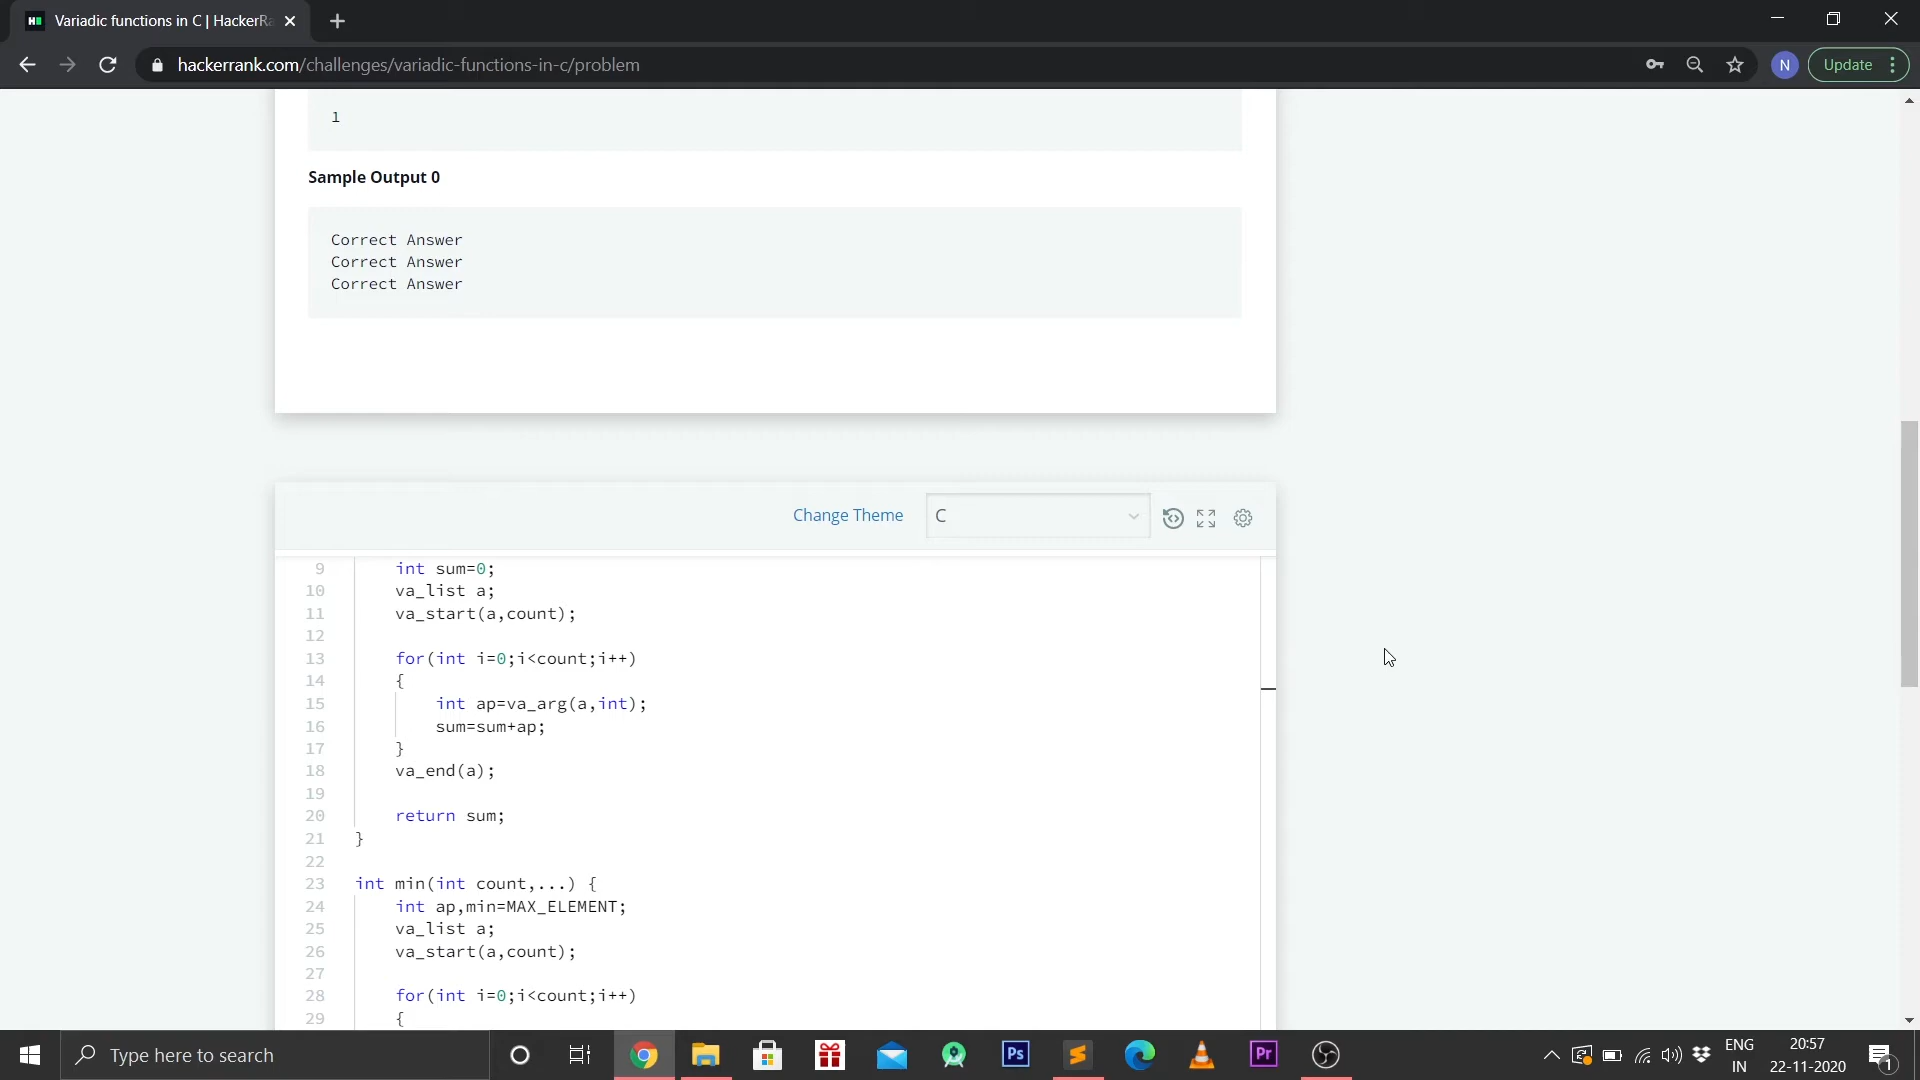 Variadic functions in C | HackerRa
hackerrank.com/challenges/variadic-functions-in-c/problem
N
Update
1
Sample Output 0
Correct Answer
Correct Answer
Correct Answer
Change Theme
C
9 int sum=0;
10 va_list a;
11 va_start(a,count);
12
13 for(int i=0;i<count;i++)
14 {
15 int ap=va_arg(a,int);
16 sum=sum+ap;
17 }
18 va_end(a);
19
20 return sum;
21 }
22
23 int min(int count,...) {
24 int ap,min=MAX_ELEMENT;
25 va_list a;
26 va_start(a,count);
27
28 for(int i=0;i<count;i++)
29 {
Type here to search
Ps
Pr
ENG
IN
20:57
22-11-2020
1